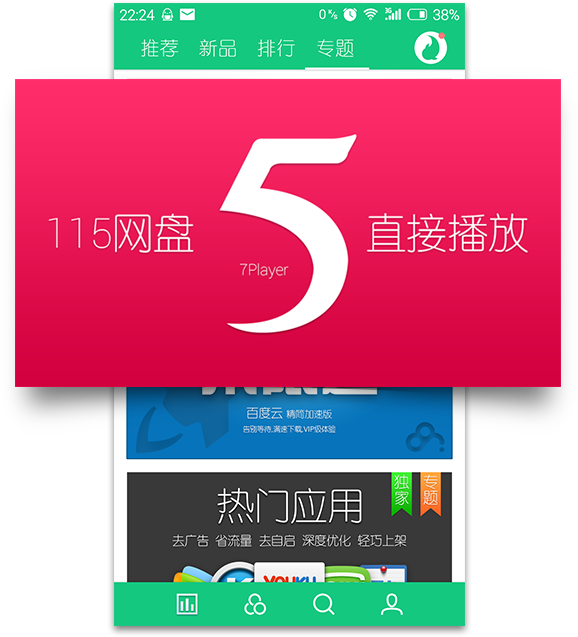 22:24 0 K/s 3G 38%
推荐 新品 排行 专题
115网盘 5 直接播放
7Player
百度云 精简加速版
告别等待,满速下载,VIP级体验
独家 专题
热门应用
去广告 省流量 去自启 深度优化 轻巧上架
YOUKU